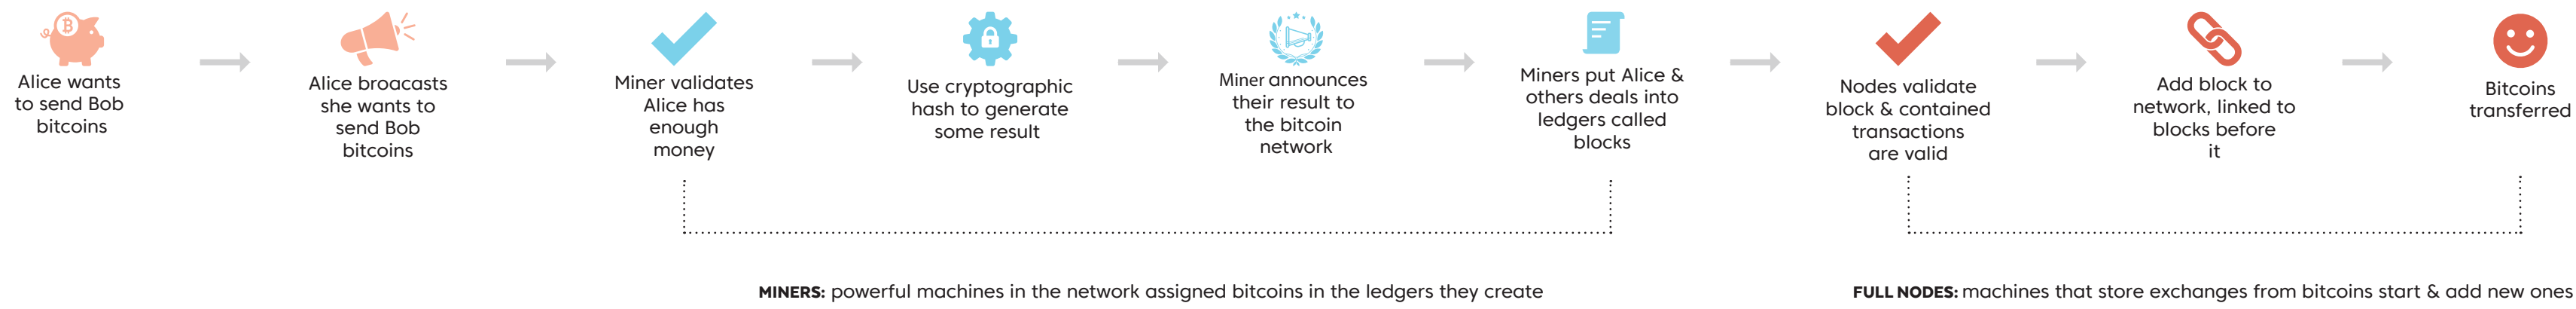 Alice wants
to send Bob
bitcoins
Alice broacasts
she wants to
send Bob
bitcoins
Miner validates
Alice has
enough
money
Use cryptographic
hash to generate
some result
Miner announces
their result to
the bitcoin
network
Miners put Alice &
others deals into
ledgers called
blocks
Nodes validate
block & contained
transactions
are valid
Add block to
network, linked to
blocks before
it
Bitcoins
transferred
MINERS: powerful machines in the network assigned bitcoins in the ledgers they create
FULL NODES: machines that store exchanges from bitcoins start & add new ones